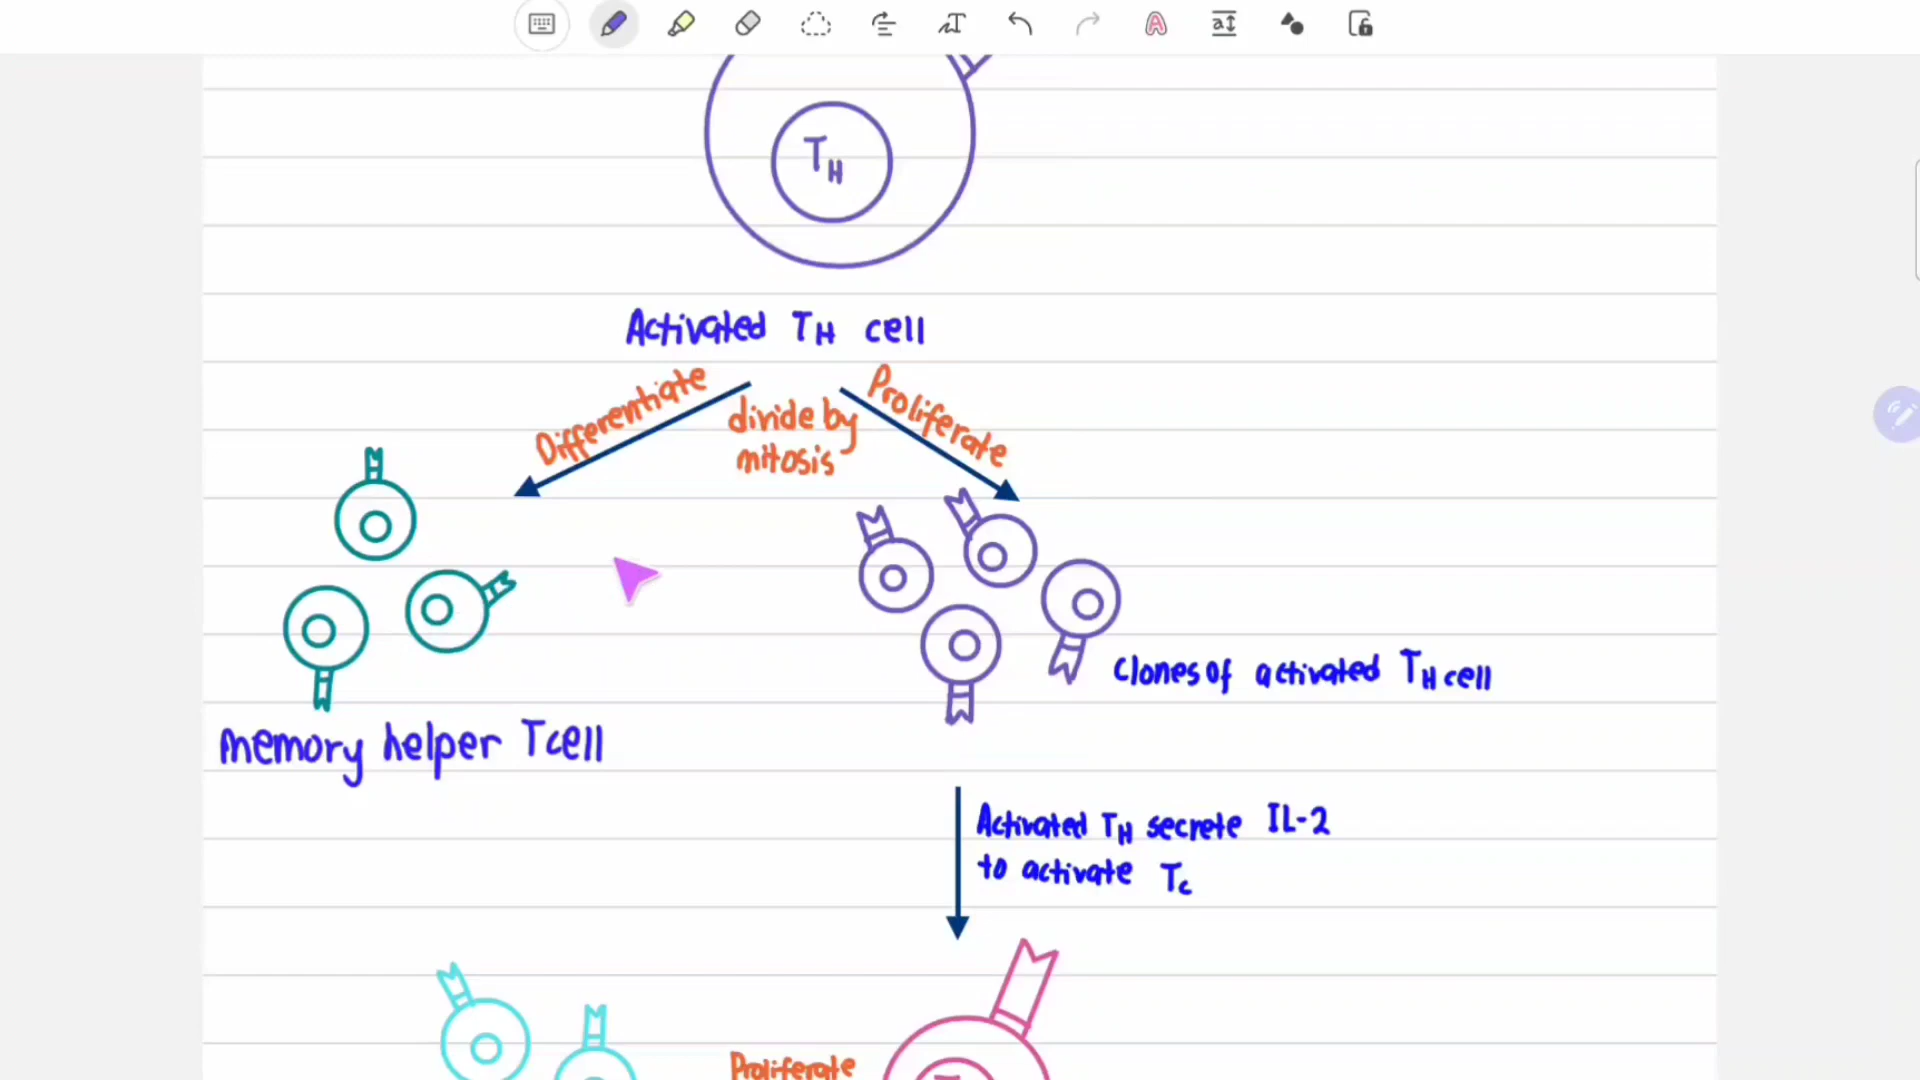 TH
Activated TH cell
Differentiate
divide by
mitosis
Proliferate
Clones of activated TH cell
memory helper Tcell
Activated TH secrete IL-2
to activate Tc
Proliferate